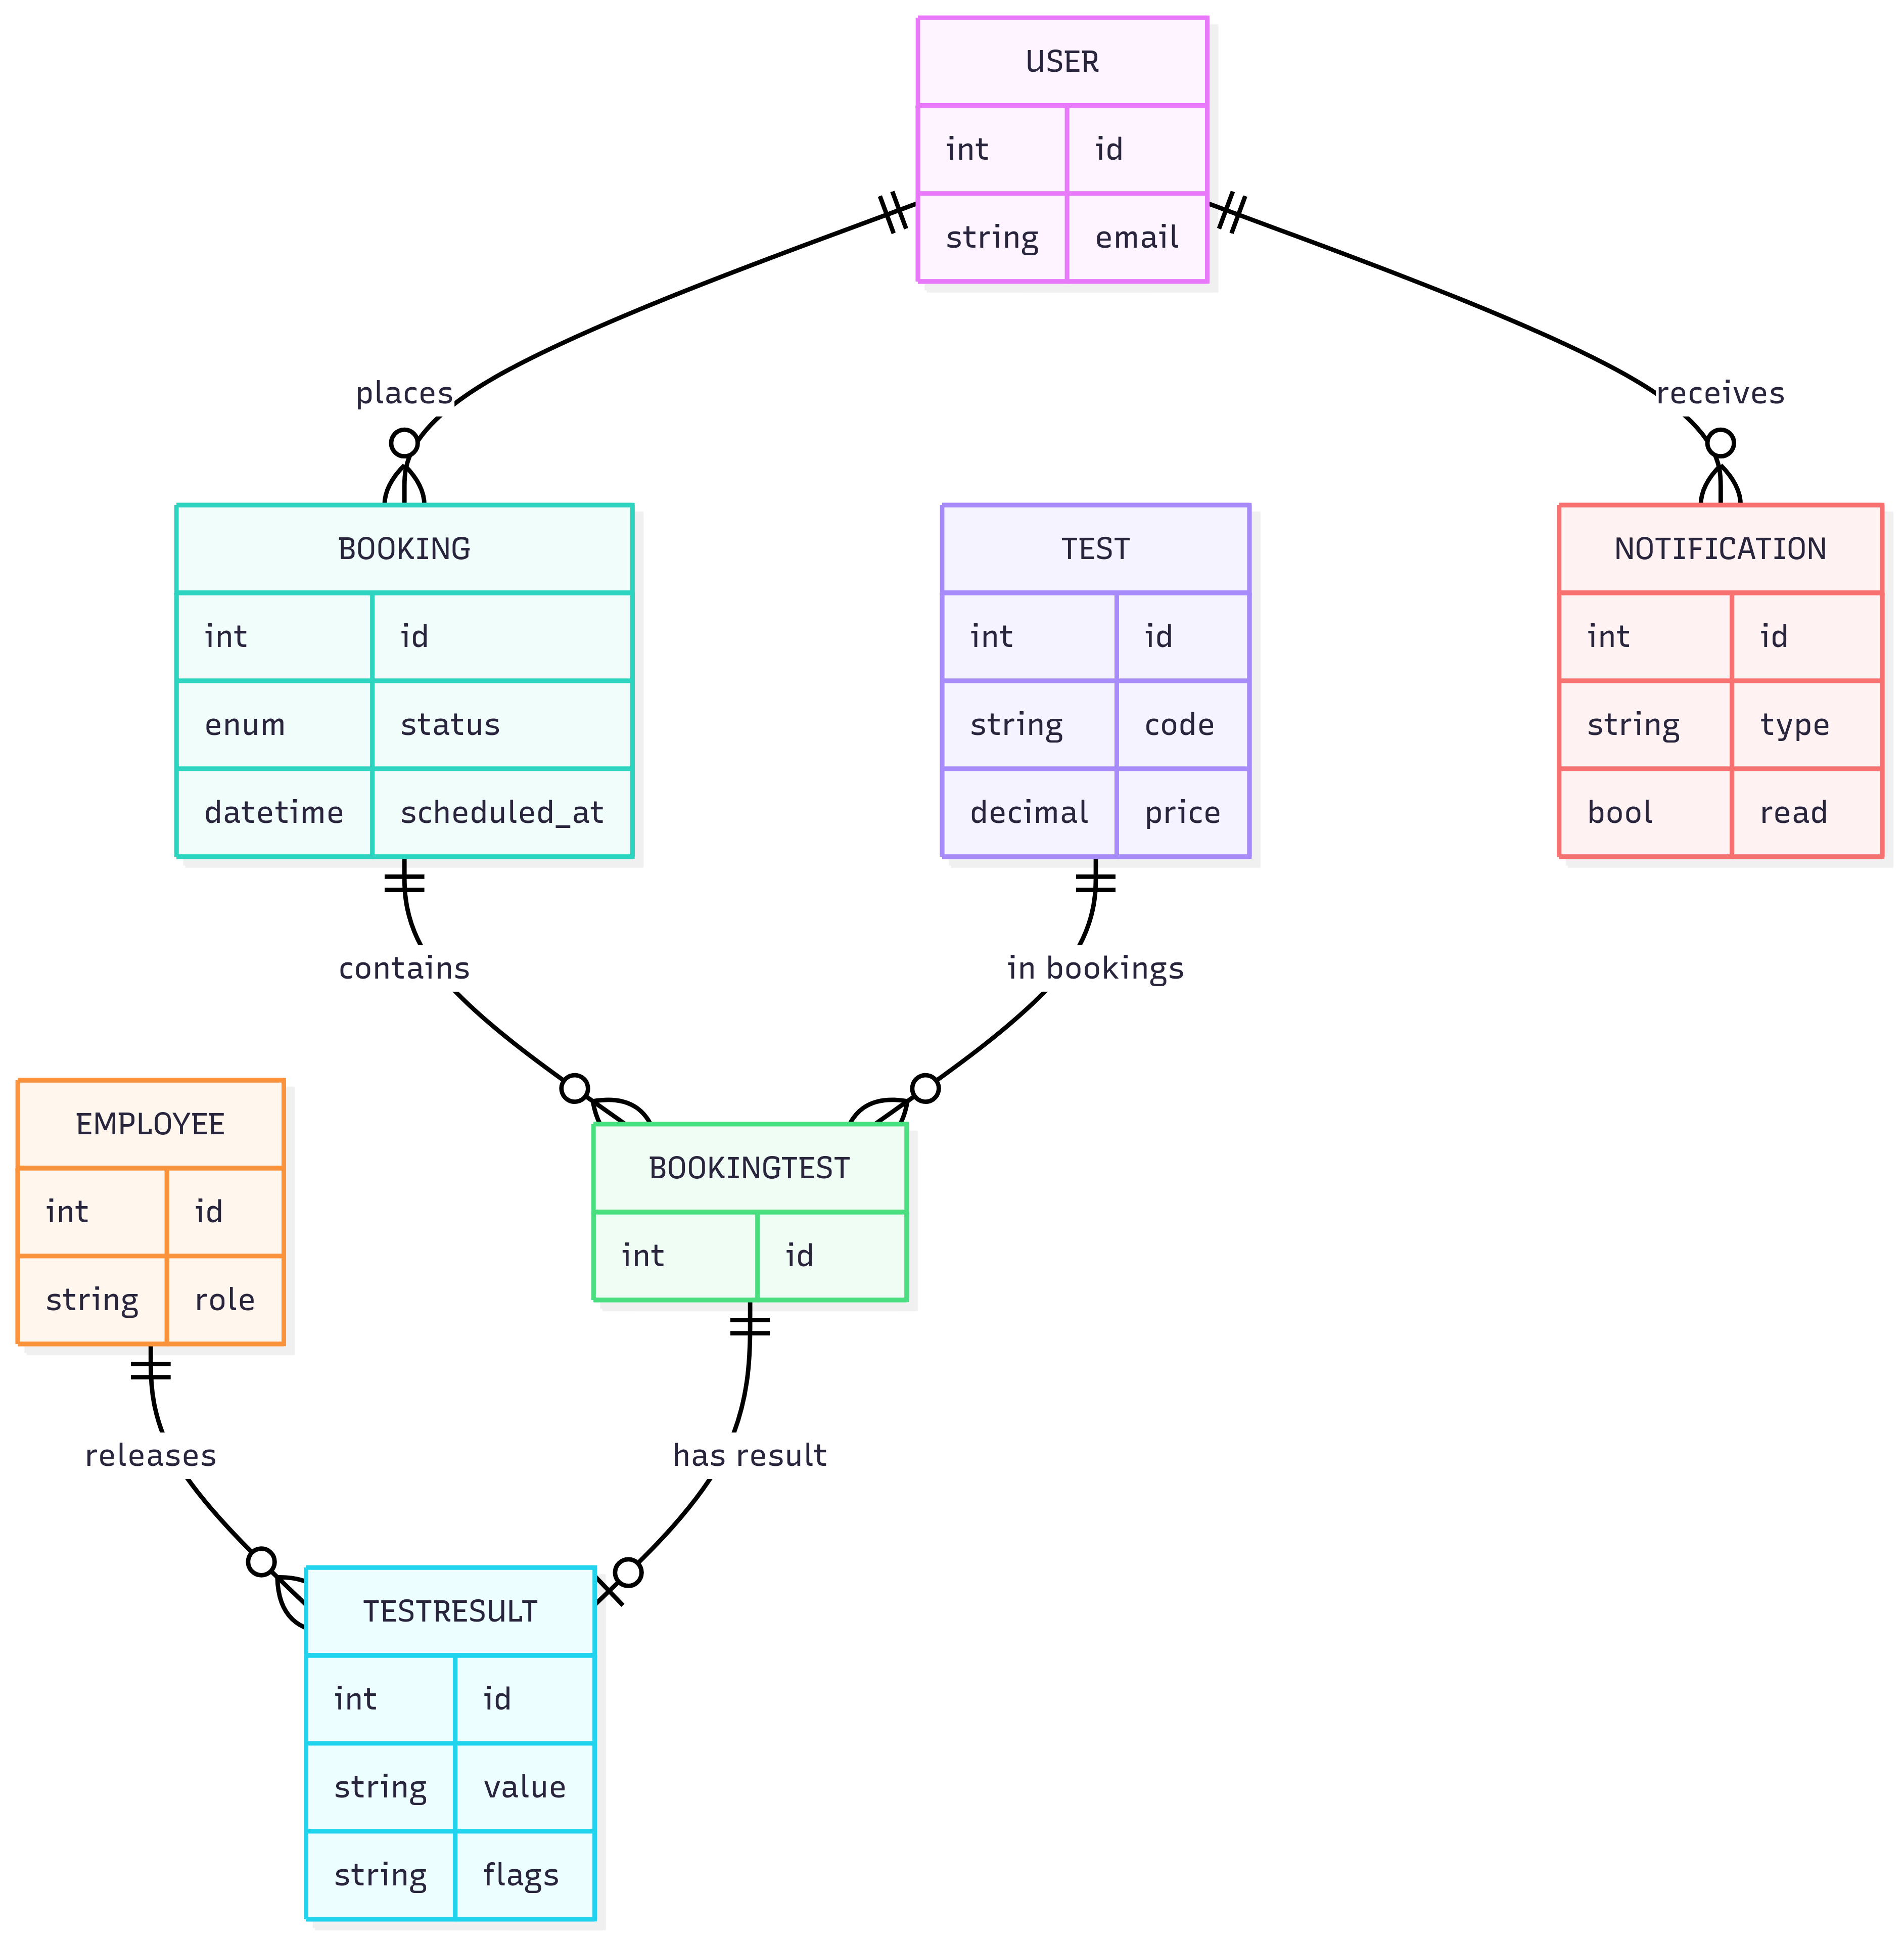 USER
int id
string email
places
receives
BOOKING
int id
enum status
datetime scheduled_at
TEST
int id
string code
decimal price
NOTIFICATION
int id
string type
bool read
contains
in bookings
EMPLOYEE
int id
string role
BOOKINGTEST
int id
releases
has result
TESTRESULT
int id
string value
string flags